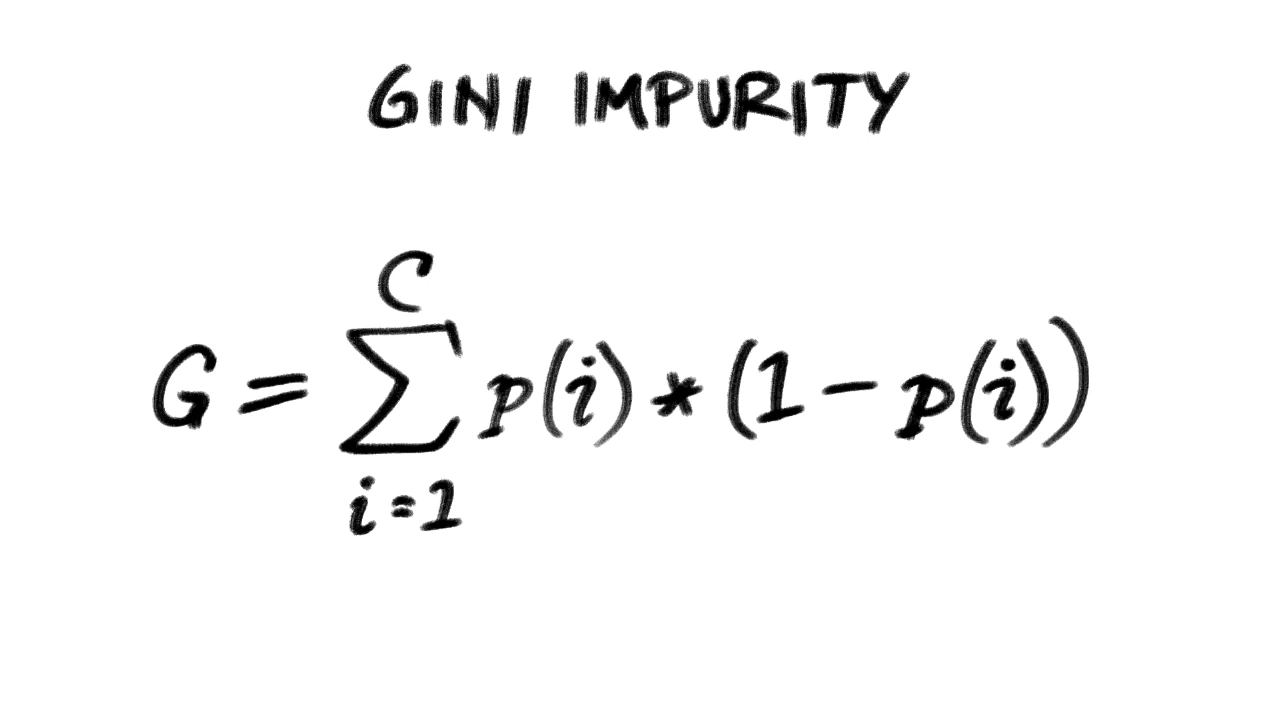 GINI IMPURITY
C
G = ∑ p(i) * (1 - p(i))
i = 1